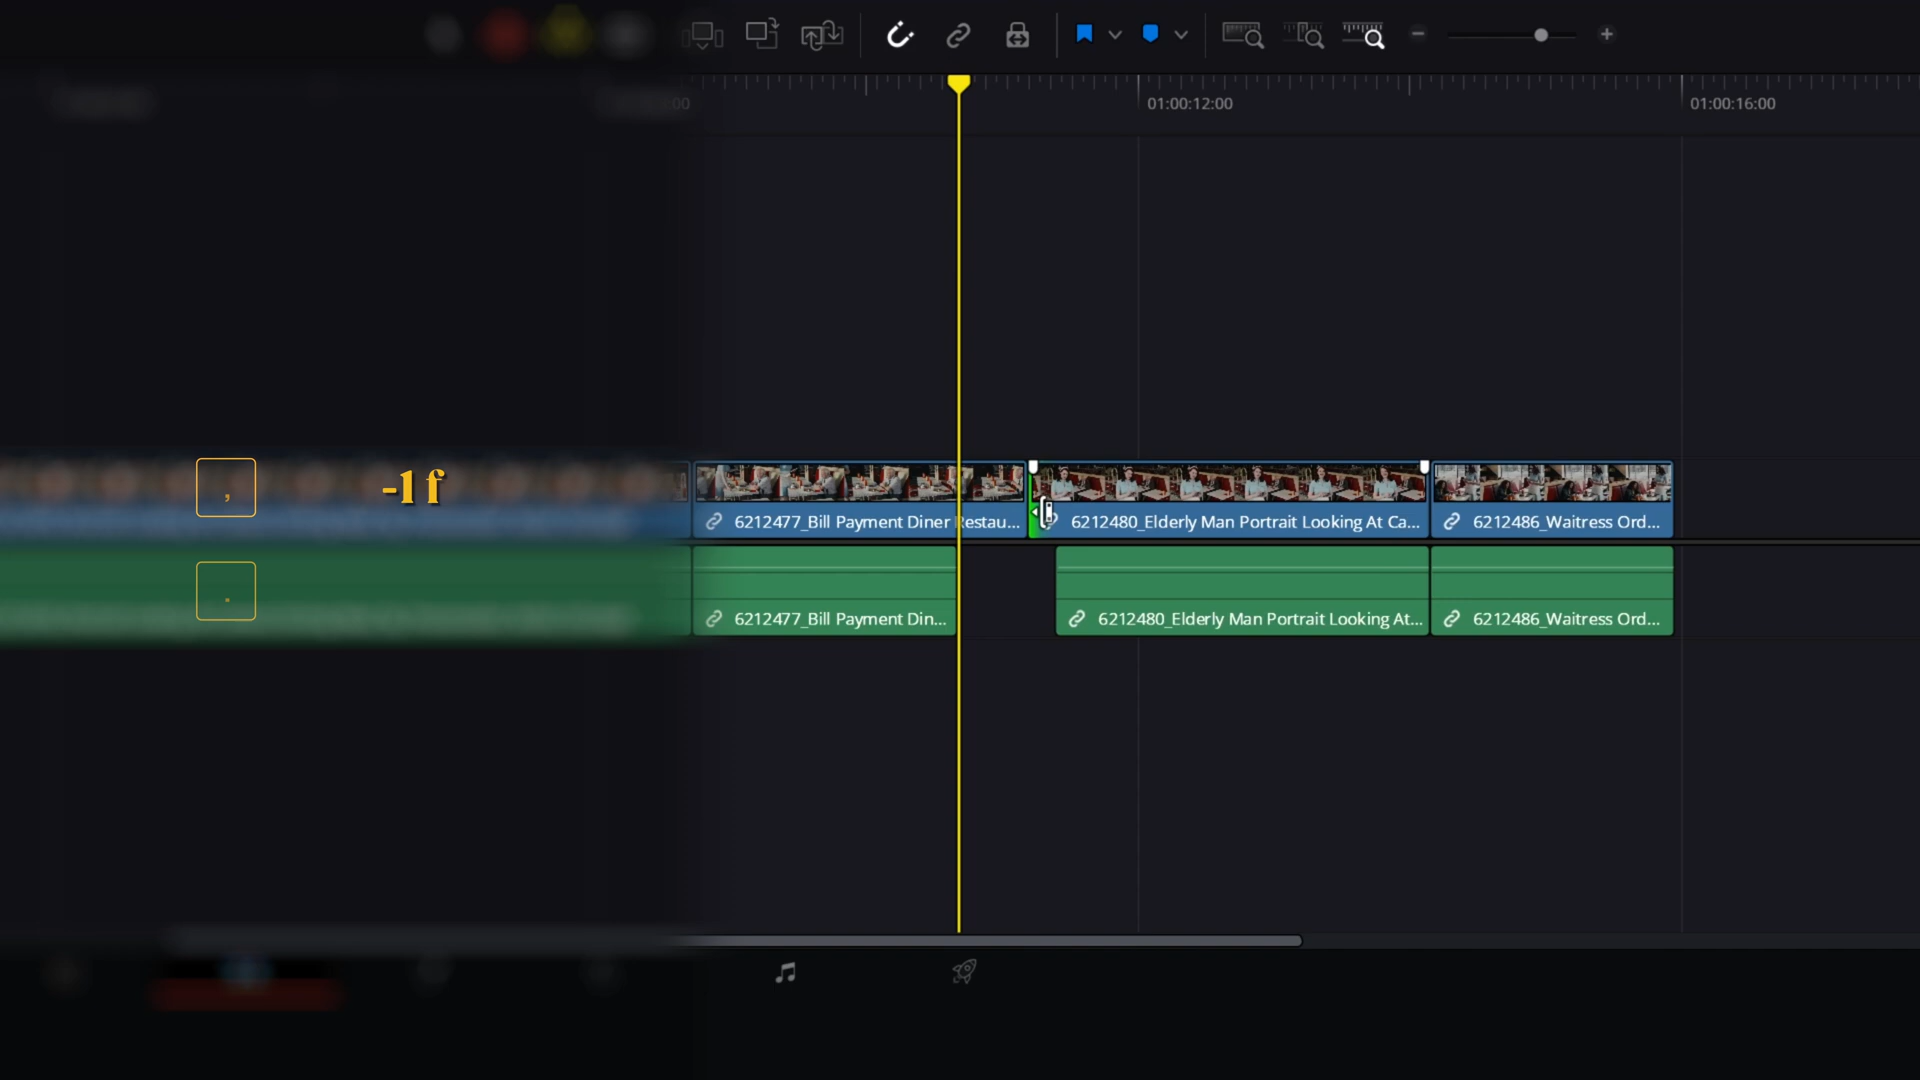 00
01:00:12:00
01:00:16:00
,
-1 f
6212477_Bill Payment Diner Restau...
6212480_Elderly Man Portrait Looking At Ca...
6212486_Waitress Ord...
.
6212477_Bill Payment Din...
6212480_Elderly Man Portrait Looking At...
6212486_Waitress Ord...